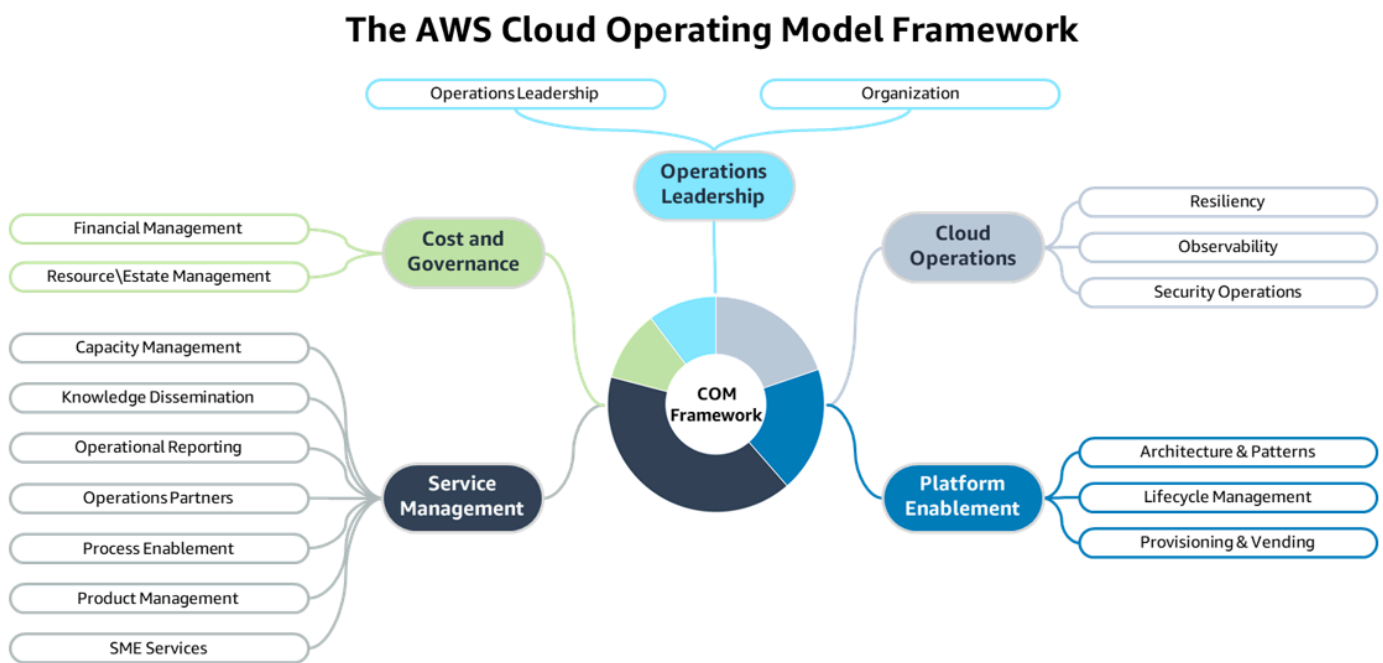 The AWS Cloud Operating Model Framework
Operations Leadership
Organization
Operations
Leadership
Financial Management
Resource\Estate Management
Cost and
Governance
Cloud
Operations
Resiliency
Observability
Security Operations
COM
Framework
Capacity Management
Knowledge Dissemination
Operational Reporting
Operations Partners
Process Enablement
Product Management
SME Services
Service
Management
Platform
Enablement
Architecture & Patterns
Lifecycle Management
Provisioning & Vending